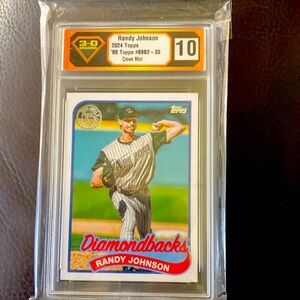 3-D
Randy Johnson
2024 Topps
'89 Topps #89B2-35
Crown Mint
10
Topps
Diamondbacks
RANDY JOHNSON